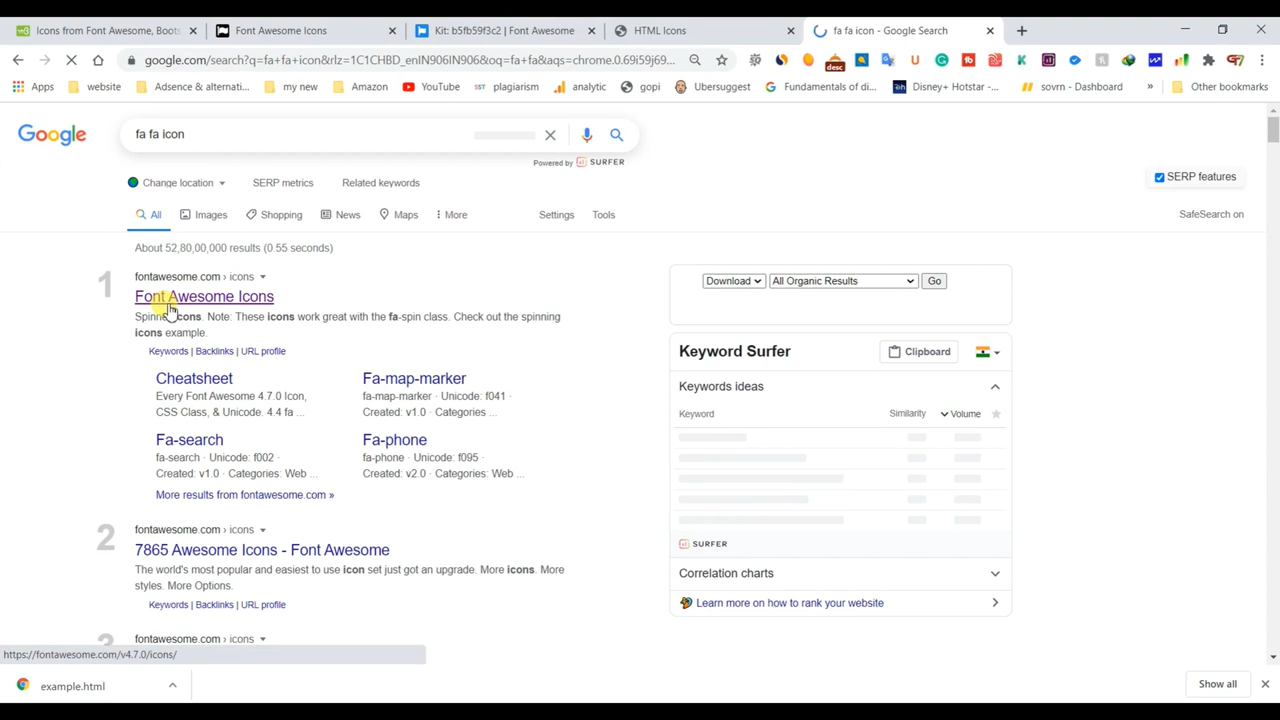 Icons from Font Awesome, Boots
Font Awesome Icons
Kit: b5fb59f3c2 | Font Awesome
HTML Icons
fa fa icon - Google Search
google.com/search?q=fa+fa+icon&rlz=1C1CHBD_enIN906IN906&oq=fa+fa&aqs=chrome.0.69i59j69...
desc
Apps
website
Adsence & alternati...
my new
Amazon
YouTube
plagiarism
analytic
gopi
Ubersuggest
Fundamentals of di...
Disney+ Hotstar -...
sovrn - Dashboard
»
Other bookmarks
Google
fa fa icon
Powered by SURFER
Change location
SERP metrics
Related keywords
SERP features
All
Images
Shopping
News
Maps
More
Settings
Tools
SafeSearch on
About 52,80,00,000 results (0.55 seconds)
1
fontawesome.com › icons
Font Awesome Icons
Spinner icons. Note: These icons work great with the fa-spin class. Check out the spinning
icons example.
Keywords | Backlinks | URL profile
Cheatsheet
Every Font Awesome 4.7.0 Icon,
CSS Class, & Unicode. 4.4 fa ...
Fa-map-marker
fa-map-marker · Unicode: f041 ·
Created: v1.0 · Categories ...
Fa-search
fa-search · Unicode: f002 ·
Created: v1.0 · Categories: Web ...
Fa-phone
fa-phone · Unicode: f095 ·
Created: v2.0 · Categories: Web ...
More results from fontawesome.com »
2
fontawesome.com › icons
7865 Awesome Icons - Font Awesome
The world's most popular and easiest to use icon set just got an upgrade. More icons. More
styles. More Options.
Keywords | Backlinks | URL profile
3
fontawesome.com › icons
Download
All Organic Results
Go
Keyword Surfer
Clipboard
Keywords ideas
Keyword
Similarity
Volume
SURFER
Correlation charts
Learn more on how to rank your website
https://fontawesome.com/v4.7.0/icons/
example.html
Show all